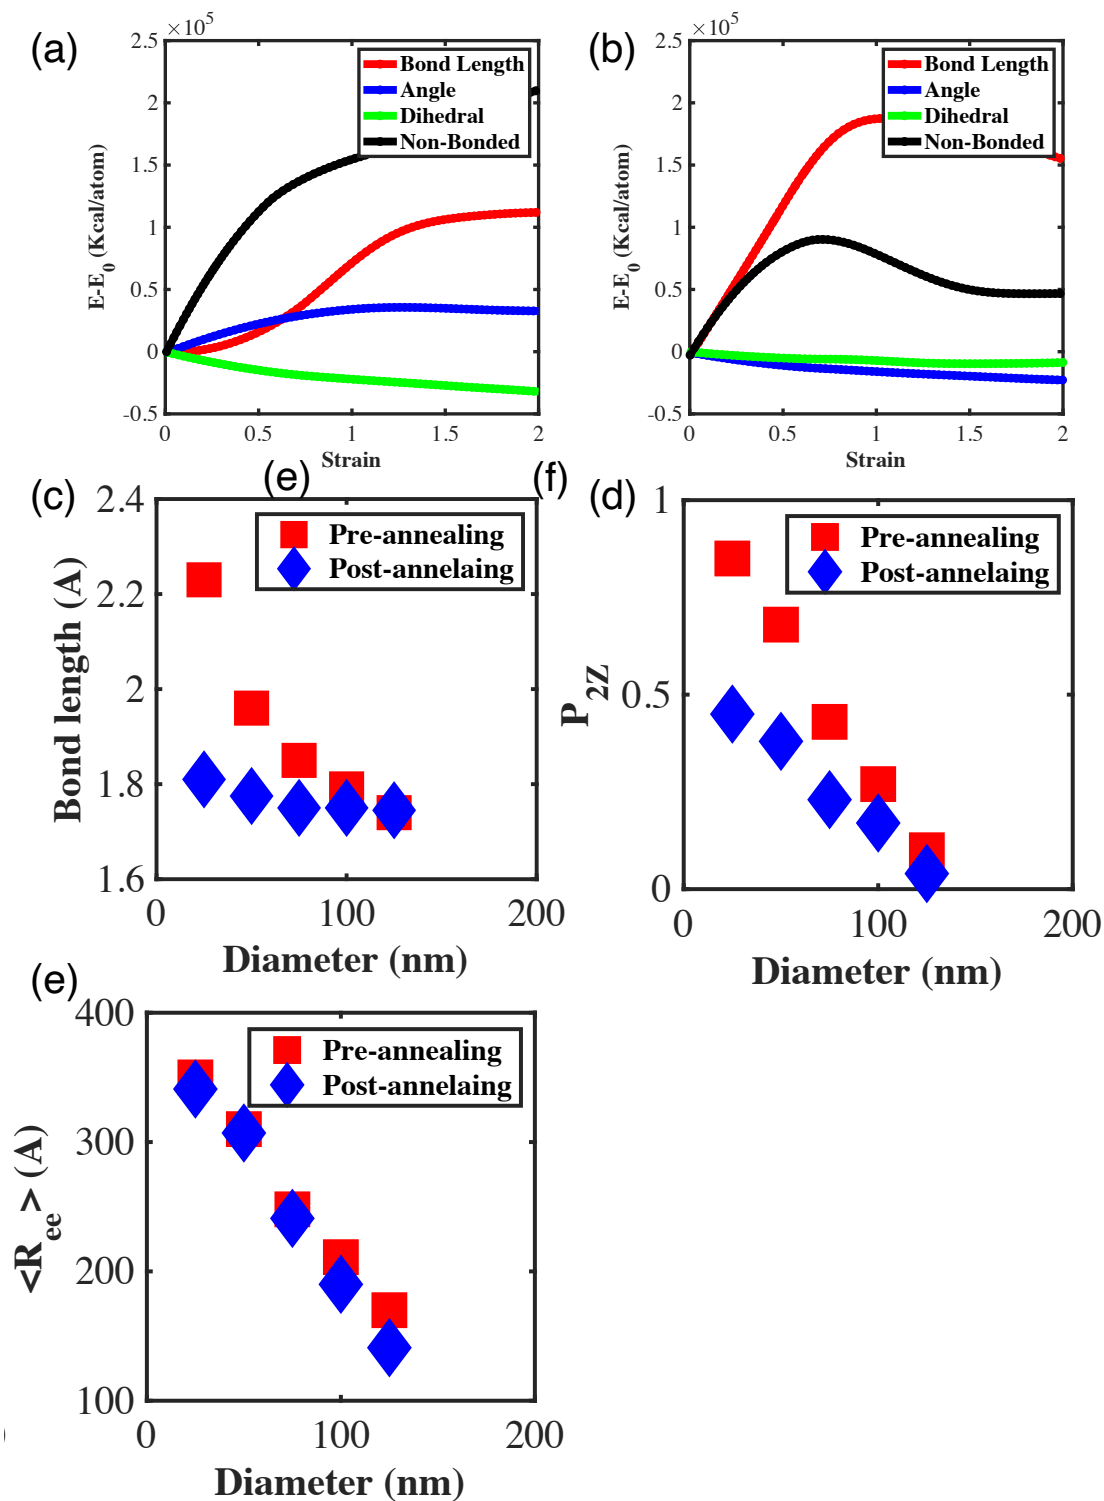 (a)
×10^5
2.5
2
1.5
1
0.5
0
-0.5
0 0.5 1 1.5 2
E-E_0 (Kcal/atom)
Strain
Bond Length
Angle
Dihedral
Non-Bonded
(b)
×10^5
2.5
2
1.5
1
0.5
0
-0.5
0 0.5 1 1.5 2
E-E_0 (Kcal/atom)
Strain
Bond Length
Angle
Dihedral
Non-Bonded
(e)
(f)
(c)
2.4
2.2
2
1.8
1.6
0 100 200
Bond length (A)
Diameter (nm)
Pre-annealing
Post-annelaing
(d)
1
0.5
0
0 100 200
P_2Z
Diameter (nm)
Pre-annealing
Post-annelaing
(e)
400
300
200
100
0 100 200
<R_ee> (A)
Diameter (nm)
Pre-annealing
Post-annelaing